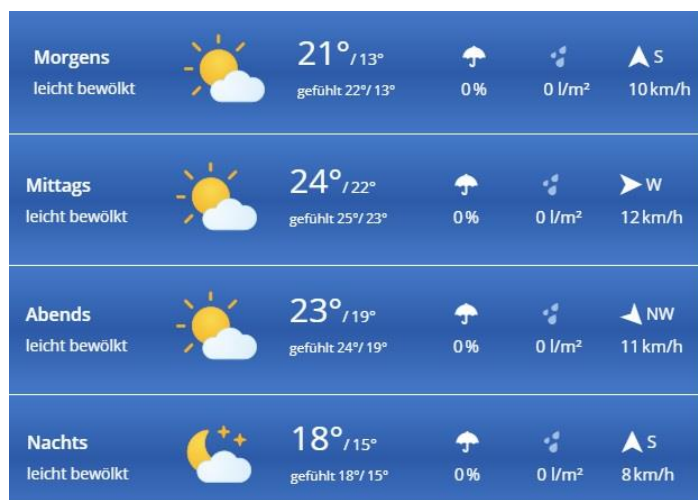 Morgens
leicht bewölkt
21°/13°
gefühlt 22°/13°
0%
0 l/m²
S
10 km/h
Mittags
leicht bewölkt
24°/22°
gefühlt 25°/23°
0%
0 l/m²
W
12 km/h
Abends
leicht bewölkt
23°/19°
gefühlt 24°/19°
0%
0 l/m²
NW
11 km/h
Nachts
leicht bewölkt
18°/15°
gefühlt 18°/15°
0%
0 l/m²
S
8 km/h